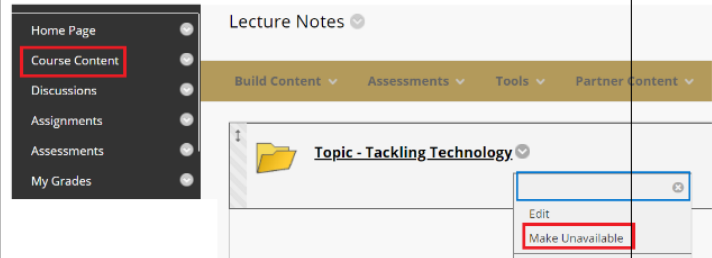 Home Page
Course Content
Discussions
Assignments
Assessments
My Grades
Lecture Notes
Build Content Assessments Tools Partner Content
Topic - Tackling Technology
Edit
Make Unavailable